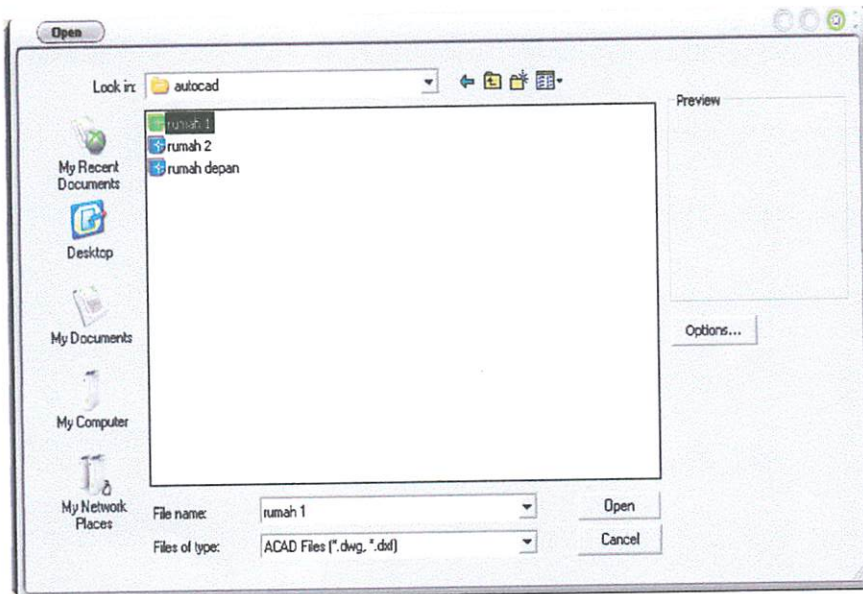 Open
Look in: autocad
Preview
rumah 1
rumah 2
rumah depan
My Recent
Documents
Desktop
My Documents
My Computer
My Network
Places
Options...
File name: rumah 1
Open
Files of type: ACAD Files (*.dwg, *.dxf)
Cancel